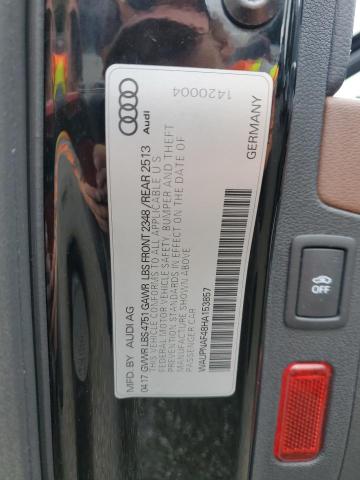 MFD. BY AUDI AG
04 17 GVWR LBS 4751 GAWR LBS FRONT 2348 / REAR 2513
THIS VEHICLE CONFORMS TO ALL APPLICABLE U S
FEDERAL MOTOR VEHICLE SAFETY, BUMPER AND THEFT
PREVENTION STANDARDS IN EFFECT ON THE DATE OF
MANUFACTURE SHOWN ABOVE
PASSENGER CAR
WAUPNAF48HA153857
Audi
1420004
GERMANY
OFF